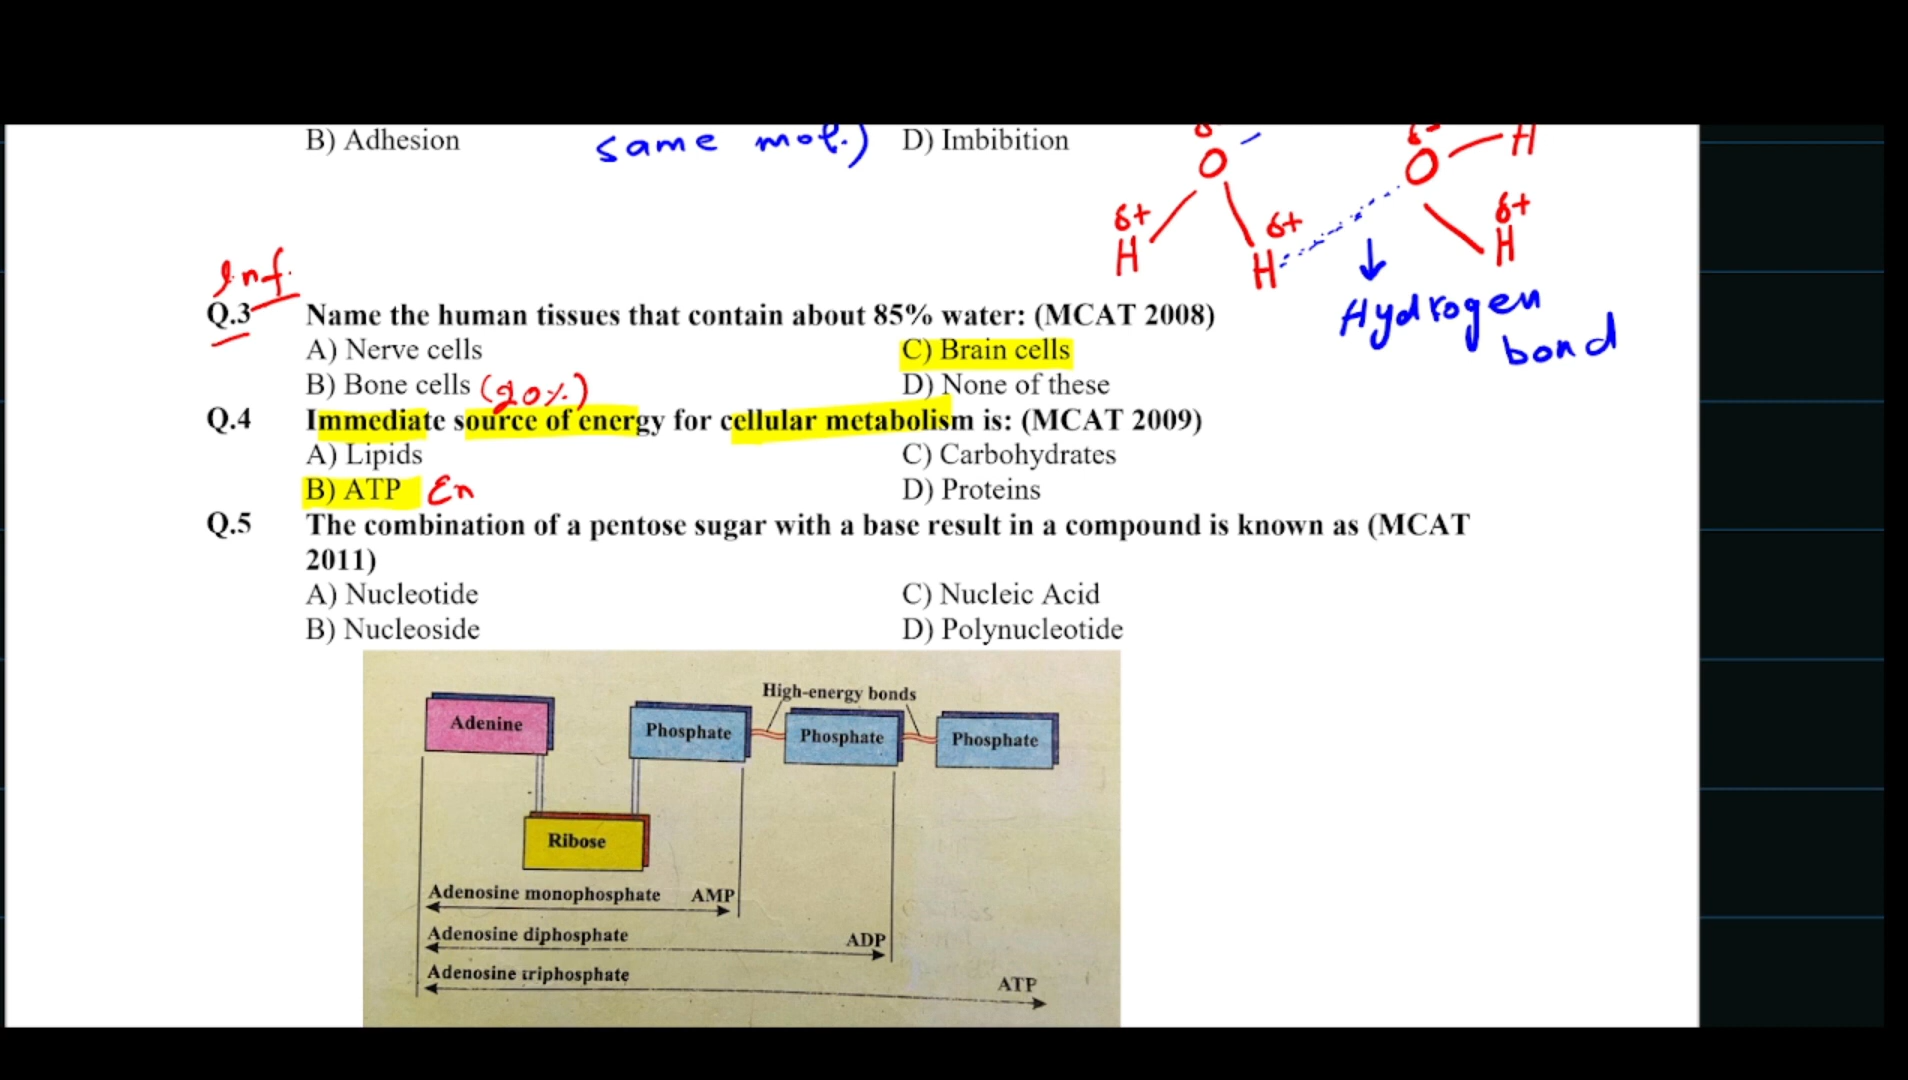 B) Adhesion same mol.) D) Imbibition
δ- O δ+ H δ+ H
δ- O H δ+ H
Hydrogen
bond
Inf.
Q.3 Name the human tissues that contain about 85% water: (MCAT 2008)
A) Nerve cells C) Brain cells
B) Bone cells (20%) D) None of these
Q.4 Immediate source of energy for cellular metabolism is: (MCAT 2009)
A) Lipids C) Carbohydrates
B) ATP En D) Proteins
Q.5 The combination of a pentose sugar with a base result in a compound is known as (MCAT
2011)
A) Nucleotide C) Nucleic Acid
B) Nucleoside D) Polynucleotide
High-energy bonds
Adenine Phosphate Phosphate Phosphate
Ribose
Adenosine monophosphate AMP
Adenosine diphosphate ADP
Adenosine triphosphate ATP